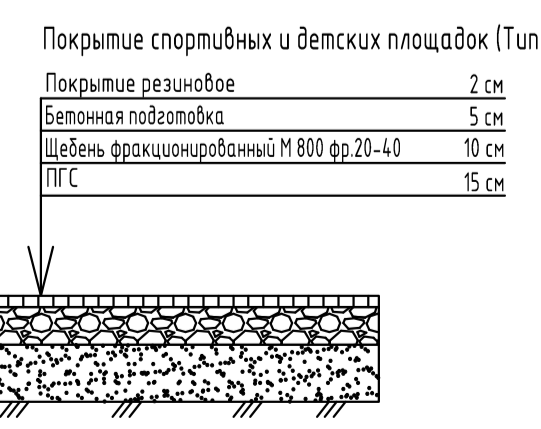 Покрытие спортивных и детских площадок (Тип
Покрытие резиновое 2 см
Бетонная подготовка 5 см
Щебень фракционированный М 800 фр.20-40 10 см
ПГС 15 см